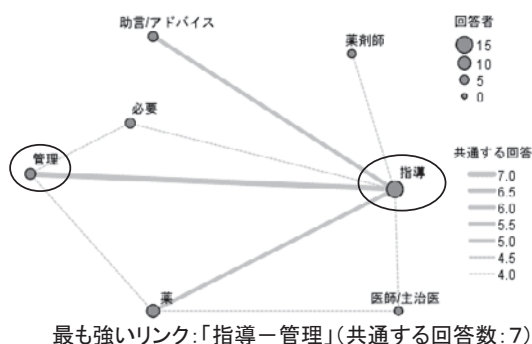 助言/アドバイス
薬剤師
必要
管理
指導
薬
医師/主治医
回答者
15
10
5
0
共通する回答
7.0
6.5
6.0
5.5
5.0
4.5
4.0
最も強いリンク:「指導－管理」(共通する回答数:7)